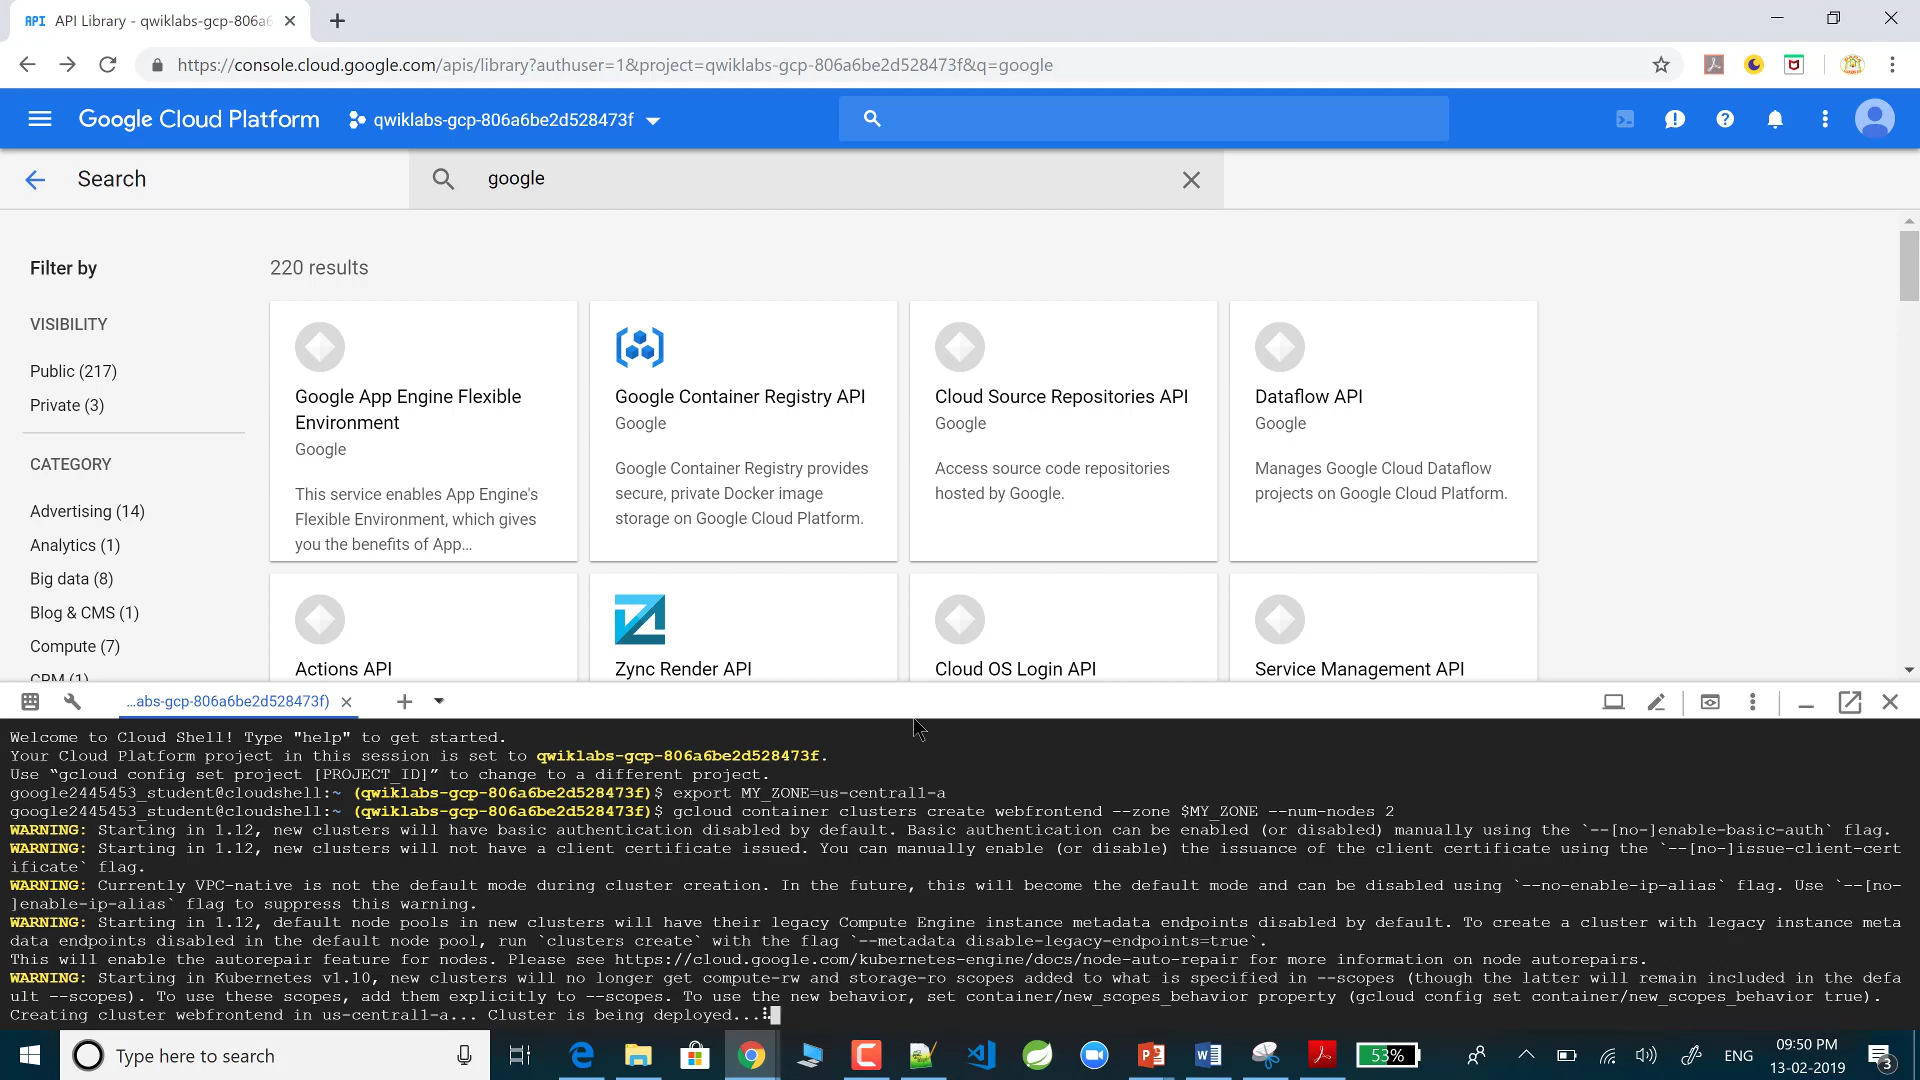 API API Library - qwiklabs-gcp-806a6
https://console.cloud.google.com/apis/library?authuser=1&project=qwiklabs-gcp-806a6be2d528473f&q=google
Google Cloud Platform qwiklabs-gcp-806a6be2d528473f
Search google
Filter by
220 results
VISIBILITY
Public (217)
Private (3)
CATEGORY
Advertising (14)
Analytics (1)
Big data (8)
Blog & CMS (1)
Compute (7)
CRM (1)
Google App Engine Flexible
Environment
Google
This service enables App Engine's
Flexible Environment, which gives
you the benefits of App...
Google Container Registry API
Google
Google Container Registry provides
secure, private Docker image
storage on Google Cloud Platform.
Cloud Source Repositories API
Google
Access source code repositories
hosted by Google.
Dataflow API
Google
Manages Google Cloud Dataflow
projects on Google Cloud Platform.
Actions API
Zync Render API
Cloud OS Login API
Service Management API
...abs-gcp-806a6be2d528473f)
Welcome to Cloud Shell! Type "help" to get started.
Your Cloud Platform project in this session is set to qwiklabs-gcp-806a6be2d528473f.
Use “gcloud config set project [PROJECT_ID]” to change to a different project.
google2445453_student@cloudshell:~ (qwiklabs-gcp-806a6be2d528473f)$ export MY_ZONE=us-central1-a
google2445453_student@cloudshell:~ (qwiklabs-gcp-806a6be2d528473f)$ gcloud container clusters create webfrontend --zone $MY_ZONE --num-nodes 2
WARNING: Starting in 1.12, new clusters will have basic authentication disabled by default. Basic authentication can be enabled (or disabled) manually using the `--[no-]enable-basic-auth` flag.
WARNING: Starting in 1.12, new clusters will not have a client certificate issued. You can manually enable (or disable) the issuance of the client certificate using the `--[no-]issue-client-cert
ificate` flag.
WARNING: Currently VPC-native is not the default mode during cluster creation. In the future, this will become the default mode and can be disabled using `--no-enable-ip-alias` flag. Use `--[no-
]enable-ip-alias` flag to suppress this warning.
WARNING: Starting in 1.12, default node pools in new clusters will have their legacy Compute Engine instance metadata endpoints disabled by default. To create a cluster with legacy instance meta
data endpoints disabled in the default node pool, run `clusters create` with the flag `--metadata disable-legacy-endpoints=true`.
This will enable the autorepair feature for nodes. Please see https://cloud.google.com/kubernetes-engine/docs/node-auto-repair for more information on node autorepairs.
WARNING: Starting in Kubernetes v1.10, new clusters will no longer get compute-rw and storage-ro scopes added to what is specified in --scopes (though the latter will remain included in the defa
ult --scopes). To use these scopes, add them explicitly to --scopes. To use the new behavior, set container/new_scopes_behavior property (gcloud config set container/new_scopes_behavior true).
Creating cluster webfrontend in us-central1-a... Cluster is being deployed...
Type here to search
53%
ENG
09:50 PM
13-02-2019
3